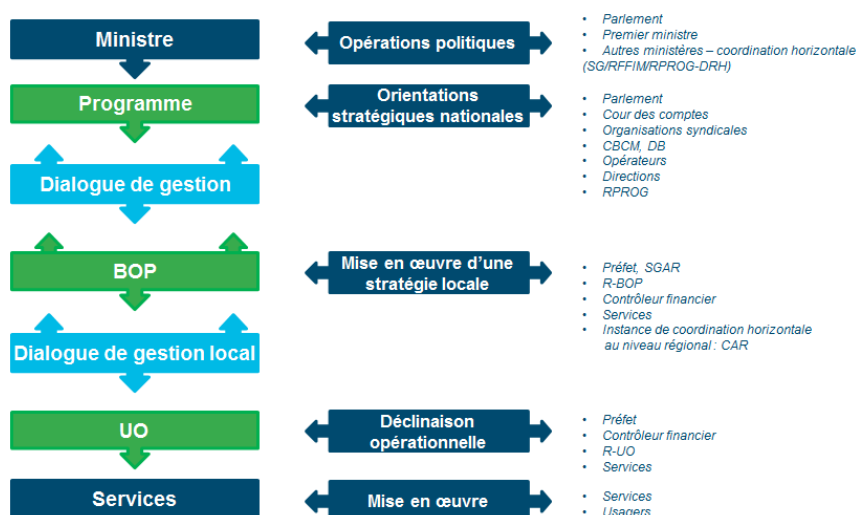 Ministre
Opérations politiques
• Parlement
• Premier ministre
• Autres ministères – coordination horizontale
(SG/RFFIM/RPROG-DRH)
Programme
Orientations
stratégiques nationales
• Parlement
• Cour des comptes
• Organisations syndicales
• CBCM, DB
• Opérateurs
• Directions
• RPROG
Dialogue de gestion
BOP
Mise en œuvre d'une
stratégie locale
• Préfet, SGAR
• R-BOP
• Contrôleur financier
• Services
• Instance de coordination horizontale
au niveau régional : CAR
Dialogue de gestion local
UO
Déclinaison
opérationnelle
• Préfet
• Contrôleur financier
• R-UO
• Services
Services
Mise en œuvre
• Services
• Usagers